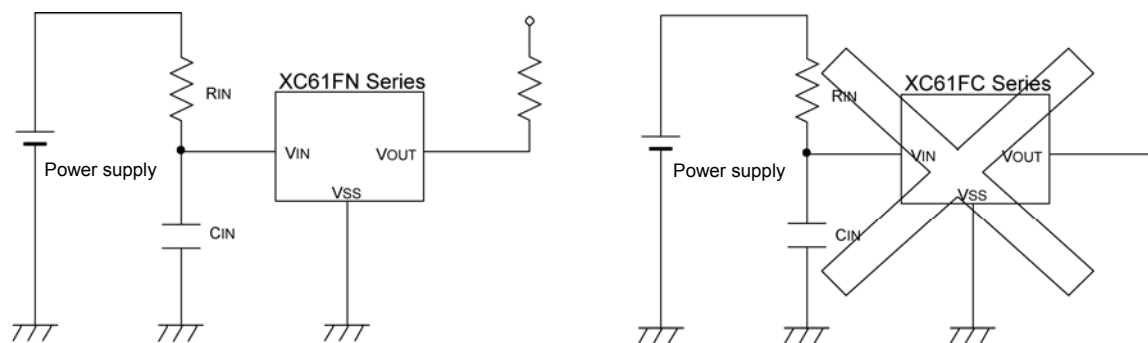 XC61FN Series
RIN
VIN
VOUT
Power supply
VSS
CIN
XC61FC Series
RIN
VIN
VOUT
Power supply
VSS
CIN